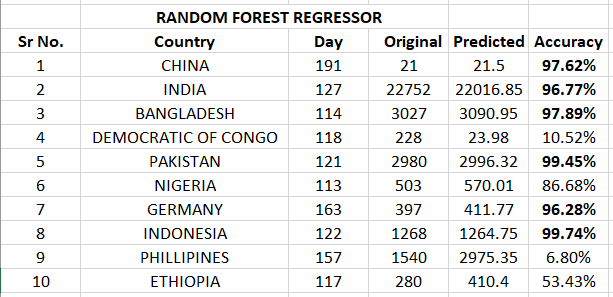 RANDOM FOREST REGRESSOR
Sr No. Country Day Original Predicted Accuracy
1 CHINA 191 21 21.5 97.62%
2 INDIA 127 22752 22016.85 96.77%
3 BANGLADESH 114 3027 3090.95 97.89%
4 DEMOCRATIC OF CONGO 118 228 23.98 10.52%
5 PAKISTAN 121 2980 2996.32 99.45%
6 NIGERIA 113 503 570.01 86.68%
7 GERMANY 163 397 411.77 96.28%
8 INDONESIA 122 1268 1264.75 99.74%
9 PHILLIPINES 157 1540 2975.35 6.80%
10 ETHIOPIA 117 280 410.4 53.43%